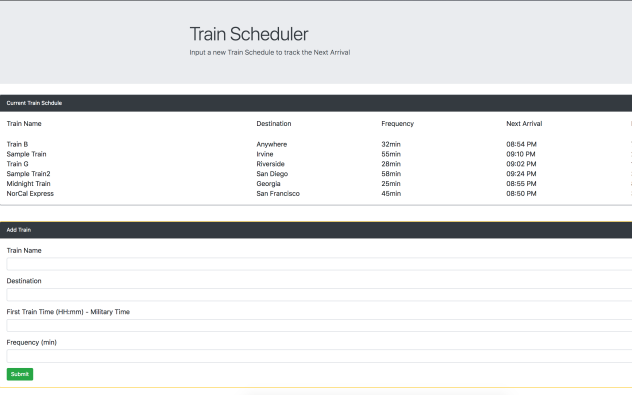 Train Scheduler
Input a new Train Schedule to track the Next Arrival
Current Train Schdule
Train Name Destination Frequency Next Arrival
Train B Anywhere 32min 08:54 PM
Sample Train Irvine 55min 09:10 PM
Train G Riverside 28min 09:02 PM
Sample Train2 San Diego 58min 09:24 PM
Midnight Train Georgia 25min 08:55 PM
NorCal Express San Francisco 45min 08:50 PM
Add Train
Train Name
Destination
First Train Time (HH:mm) - Military Time
Frequency (min)
Submit